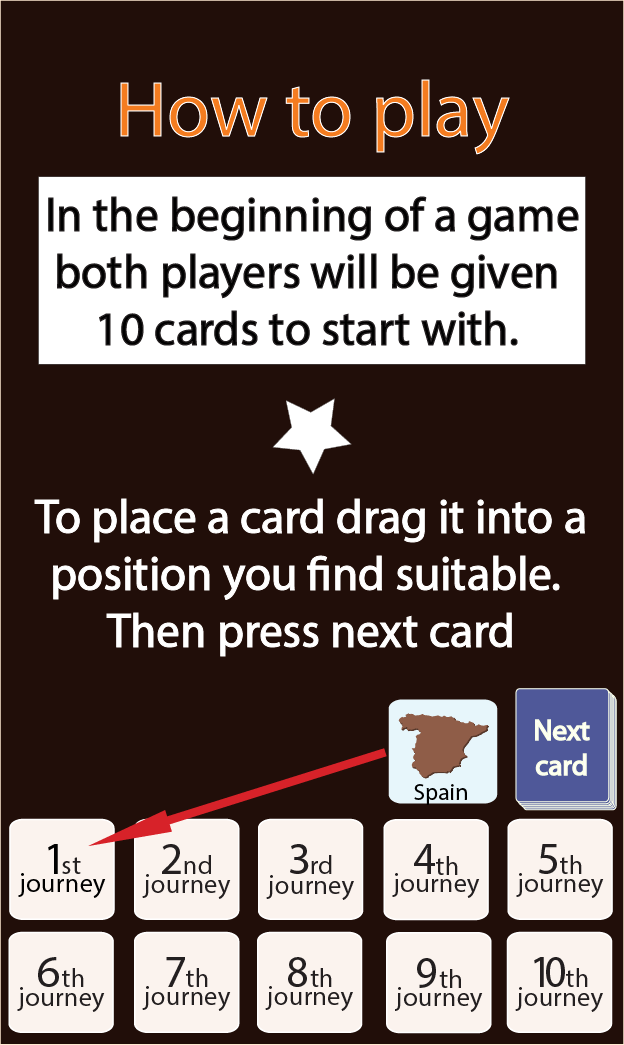 How to play
In the beginning of a game
both players will be given
10 cards to start with.
To place a card drag it into a
position you find suitable.
Then press next card
Next
card
Spain
1st
journey
2nd
journey
3rd
journey
4th
journey
5th
journey
6th
journey
7th
journey
8th
journey
9th
journey
10th
journey